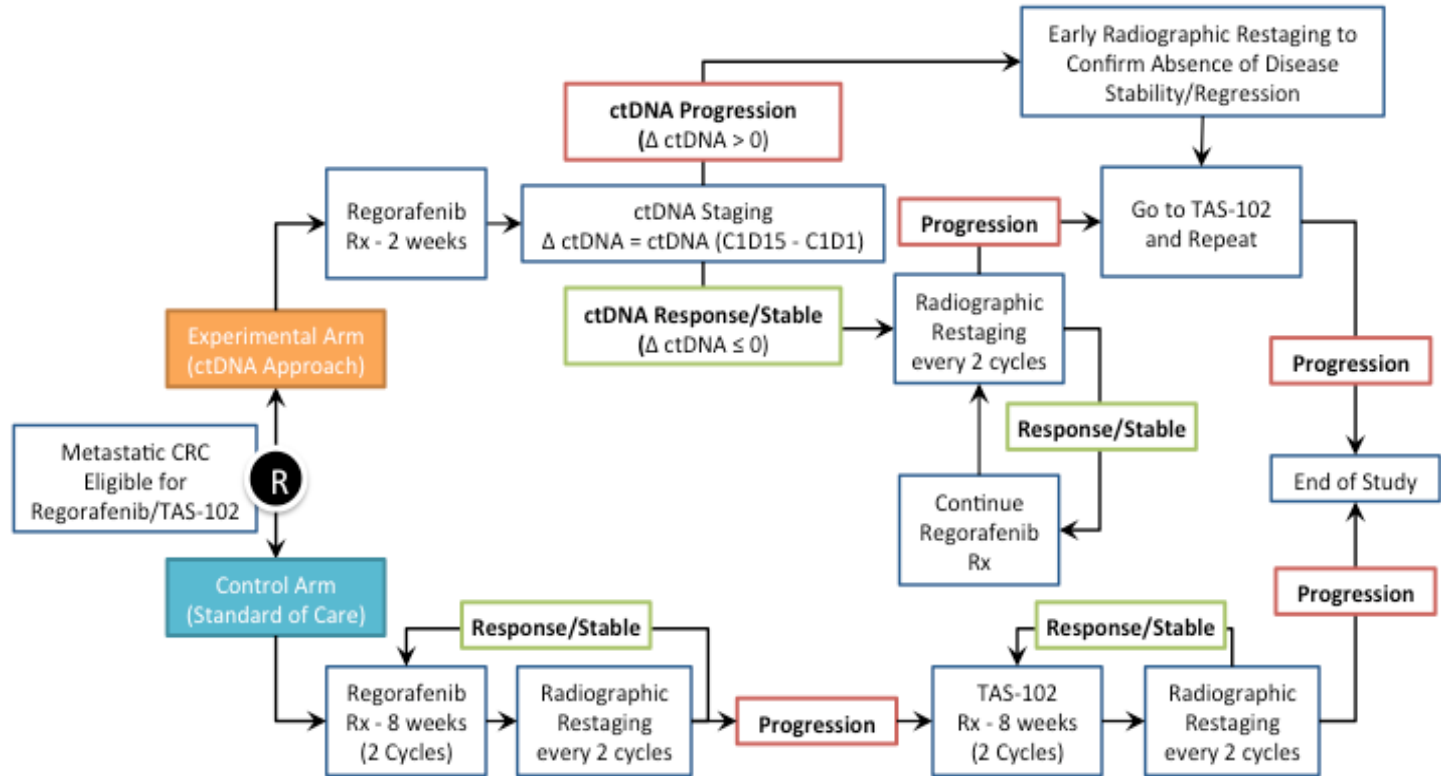 Early Radiographic Restaging to
Confirm Absence of Disease
Stability/Regression
ctDNA Progression
(Δ ctDNA > 0)
Regorafenib
Rx - 2 weeks
ctDNA Staging
Δ ctDNA = ctDNA (C1D15 - C1D1)
Progression
Go to TAS-102
and Repeat
Experimental Arm
(ctDNA Approach)
ctDNA Response/Stable
(Δ ctDNA ≤ 0)
Radiographic
Restaging
every 2 cycles
Progression
Response/Stable
Metastatic CRC
Eligible for
Regorafenib/TAS-102
R
Continue
Regorafenib
Rx
End of Study
Control Arm
(Standard of Care)
Progression
Response/Stable
Response/Stable
Regorafenib
Rx - 8 weeks
(2 Cycles)
Radiographic
Restaging
every 2 cycles
Progression
TAS-102
Rx - 8 weeks
(2 Cycles)
Radiographic
Restaging
every 2 cycles